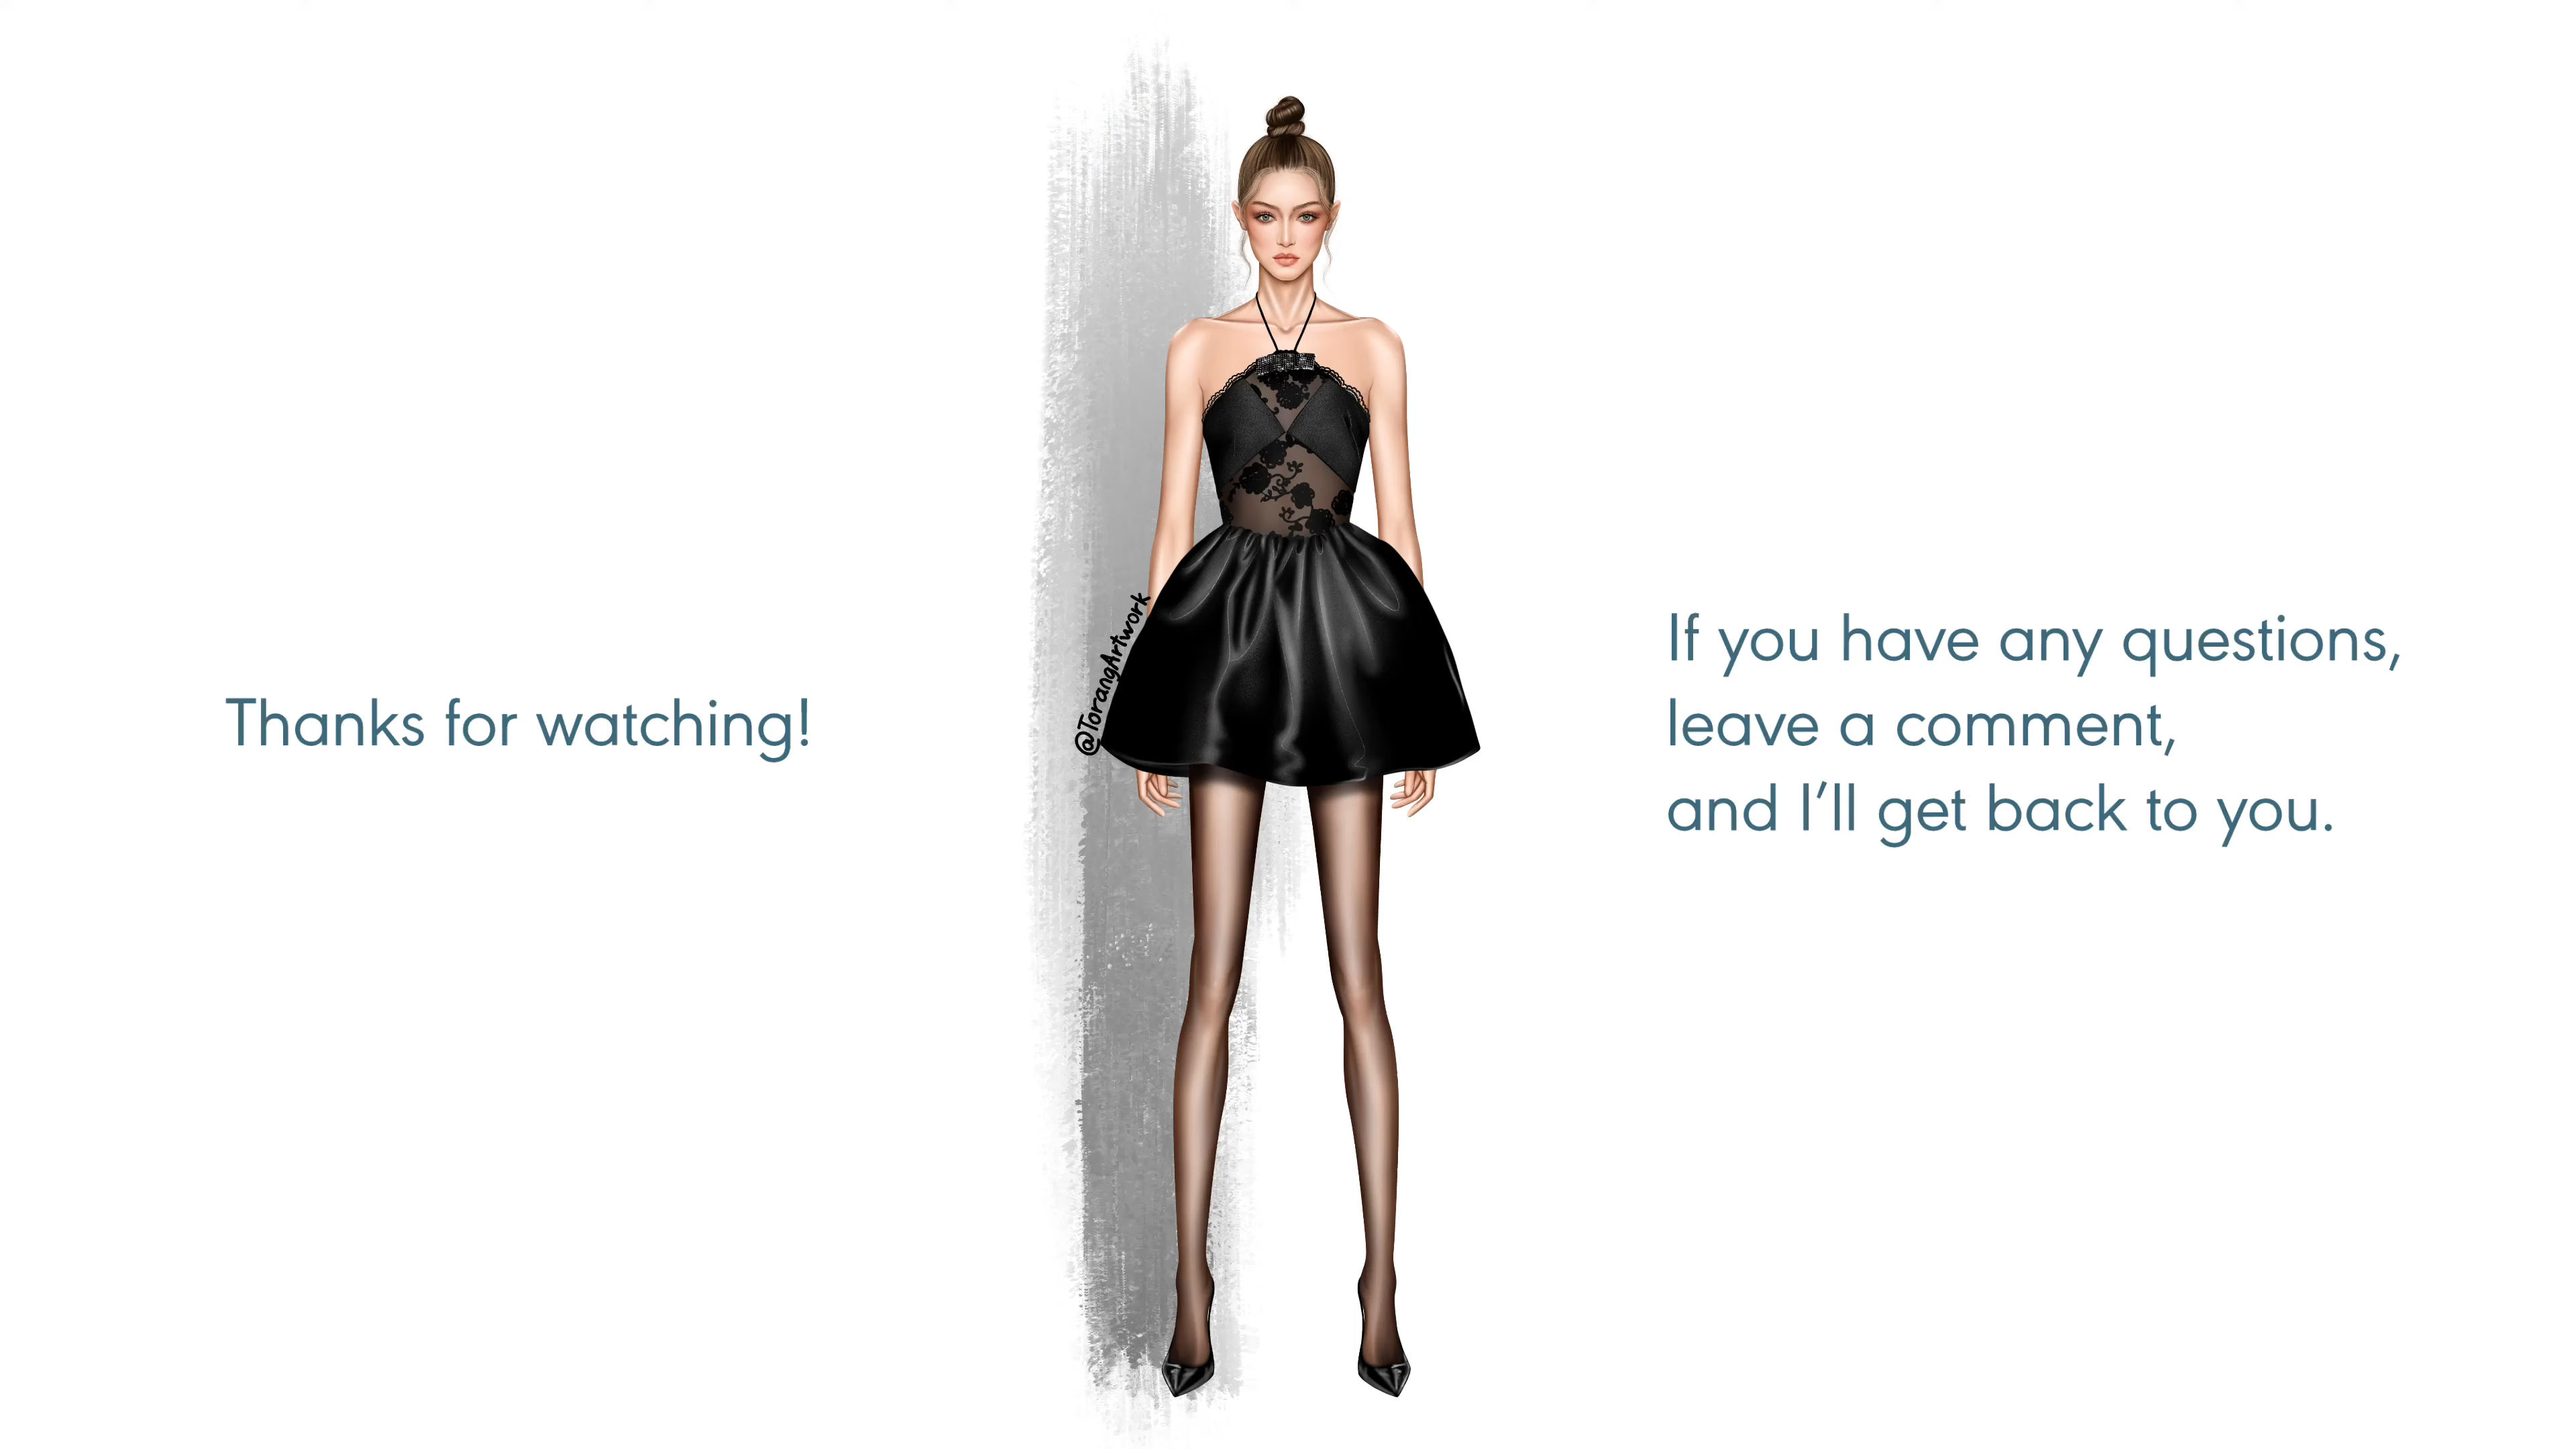 Thanks for watching!
@TorangArtwork
If you have any questions,
leave a comment,
and I’ll get back to you.